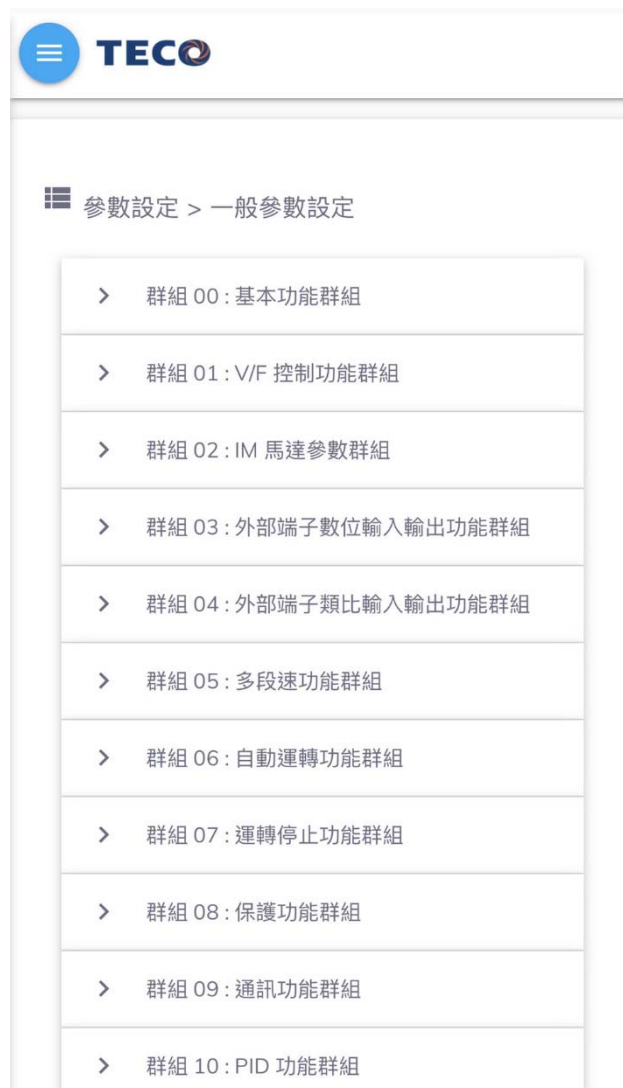 TECO
參數設定 > 一般參數設定
群組 00 : 基本功能群組
群組 01 : V/F 控制功能群組
群組 02 : IM 馬達參數群組
群組 03 : 外部端子數位輸入輸出功能群組
群組 04 : 外部端子類比輸入輸出功能群組
群組 05 : 多段速功能群組
群組 06 : 自動運轉功能群組
群組 07 : 運轉停止功能群組
群組 08 : 保護功能群組
群組 09 : 通訊功能群組
群組 10 : PID 功能群組